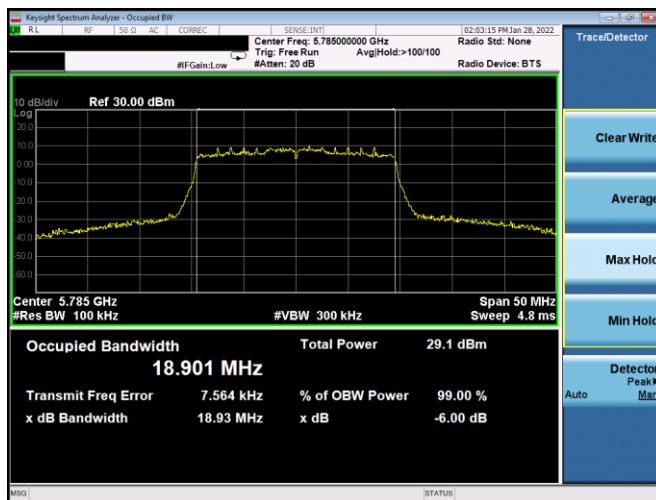 Keysight Spectrum Analyzer - Occupied BW
RL RF 50 Ω AC CORREC SENSE:INT 02:03:15 PM Jan 28, 2022
Center Freq: 5.785000000 GHz Radio Std: None
Trig: Free Run Avg|Hold:>100/100
#IFGain:Low #Atten: 20 dB Radio Device: BTS
Trace/Detector
10 dB/div Ref 30.00 dBm
Log
20.0
10.0
0.00
-10.0
-20.0
-30.0
-40.0
-50.0
-60.0
Center 5.785 GHz Span 50 MHz
#Res BW 100 kHz #VBW 300 kHz Sweep 4.8 ms
Occupied Bandwidth Total Power 29.1 dBm
18.901 MHz
Transmit Freq Error 7.564 kHz % of OBW Power 99.00 %
x dB Bandwidth 18.93 MHz x dB -6.00 dB
Clear Write
Average
Max Hold
Min Hold
Detector
Peak
Auto Man
MSG STATUS